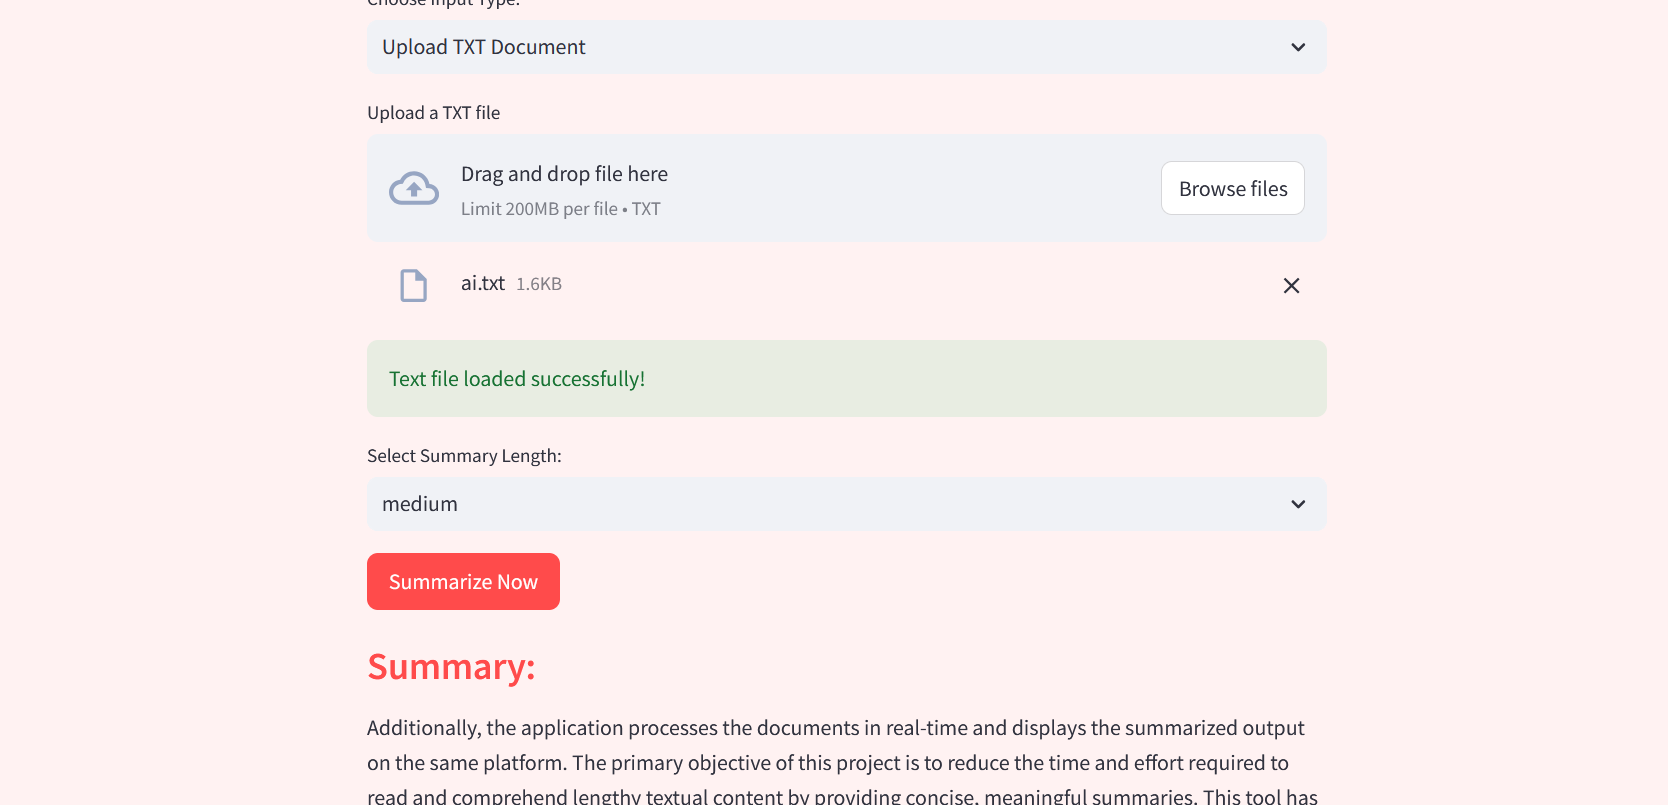 Choose Input Type:
Upload TXT Document
Upload a TXT file
Drag and drop file here
Limit 200MB per file • TXT
Browse files
ai.txt 1.6KB
Text file loaded successfully!
Select Summary Length:
medium
Summarize Now
Summary:
Additionally, the application processes the documents in real-time and displays the summarized output
on the same platform. The primary objective of this project is to reduce the time and effort required to
read and comprehend lengthy textual content by providing concise, meaningful summaries. This tool has